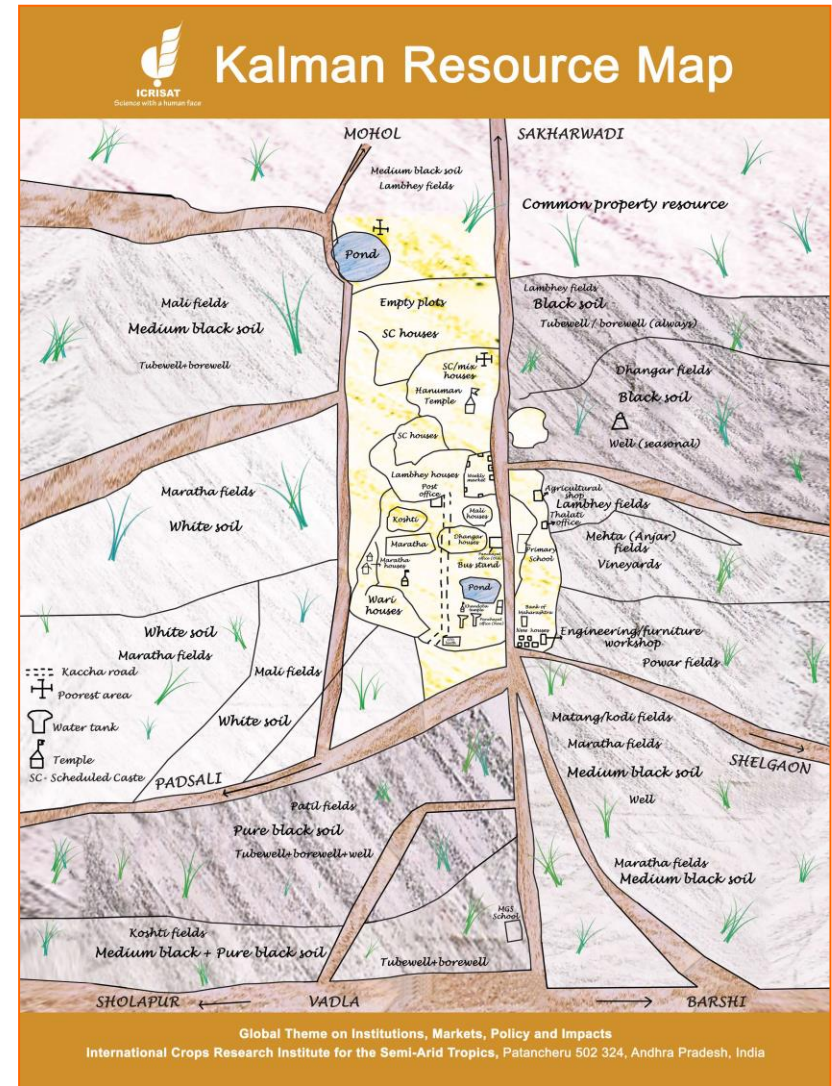 ICRISAT
Science with a human face
Kalman Resource Map
MOHOL
SAKHARWADI
Medium black soil
Lambhey fields
Common property resource
Pond
Mali fields
Medium black soil
Tubewell+borewell
Empty plots
SC houses
Lambhey fields
Black soil
Tubewell / borewell (always)
SC/mix
houses
Hanuman
Temple
Dhangar fields
Black soil
Well (seasonal)
SC houses
Lambhey houses
Post
office
Weekly
market
Maratha fields
White soil
Koshti
Mali
houses
Maratha
Dhangar
houses
Bus stand
Maratha
houses
Wari
houses
Pond
Agricultural
shop
Lambhey fields
Thalati
office
Primary
School
Mehta (Anjar)
fields
Vineyards
Bank of
Maharashtra
New houses
Engineering/furniture
workshop
Powar fields
White soil
Maratha fields
Mali fields
White soil
Kaccha road
Poorest area
Water tank
Temple
SC- Scheduled Caste
PADSALI
Matang/kodi fields
Maratha fields
Medium black soil
Well
SHELGAON
Patil fields
Pure black soil
Tubewell+borewell+well
Maratha fields
Medium black soil
Koshti fields
Medium black + Pure black soil
MGS
School
Tubewell+borewell
SHOLAPUR
VADLA
BARSHI
Global Theme on Institutions, Markets, Policy and Impacts
International Crops Research Institute for the Semi-Arid Tropics, Patancheru 502 324, Andhra Pradesh, India